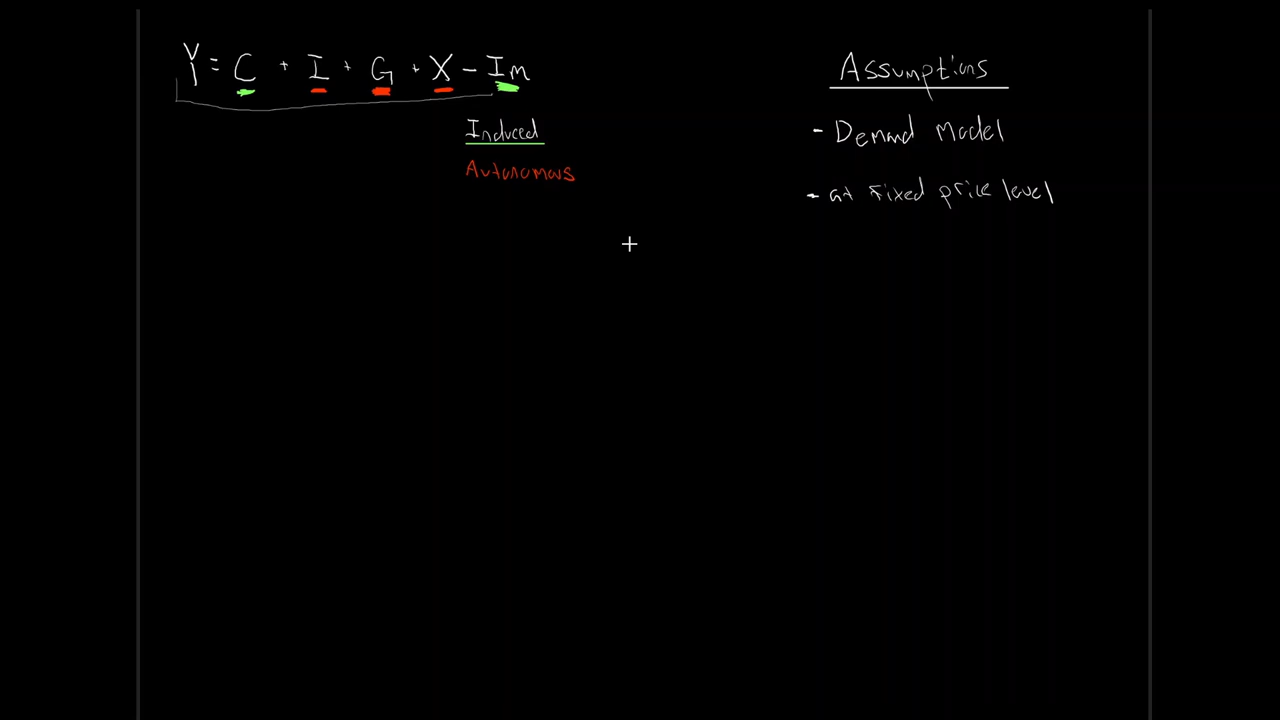 Y = C + I + G + X - Im
Induced
Autonomous
Assumptions
- Demand Model
- at fixed price level